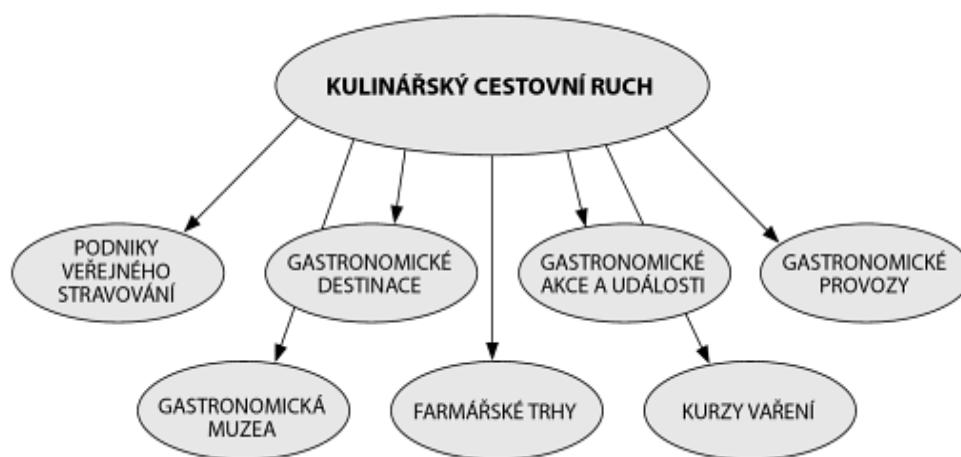 KULINÁŘSKÝ CESTOVNÍ RUCH
PODNIKY
VEŘEJNÉHO
STRAVOVÁNÍ
GASTRONOMICKÉ
DESTINACE
GASTRONOMICKÉ
AKCE A UDÁLOSTI
GASTRONOMICKÉ
PROVOZY
GASTRONOMICKÁ
MUZEA
FARMÁŘSKÉ TRHY
KURZY VAŘENÍ